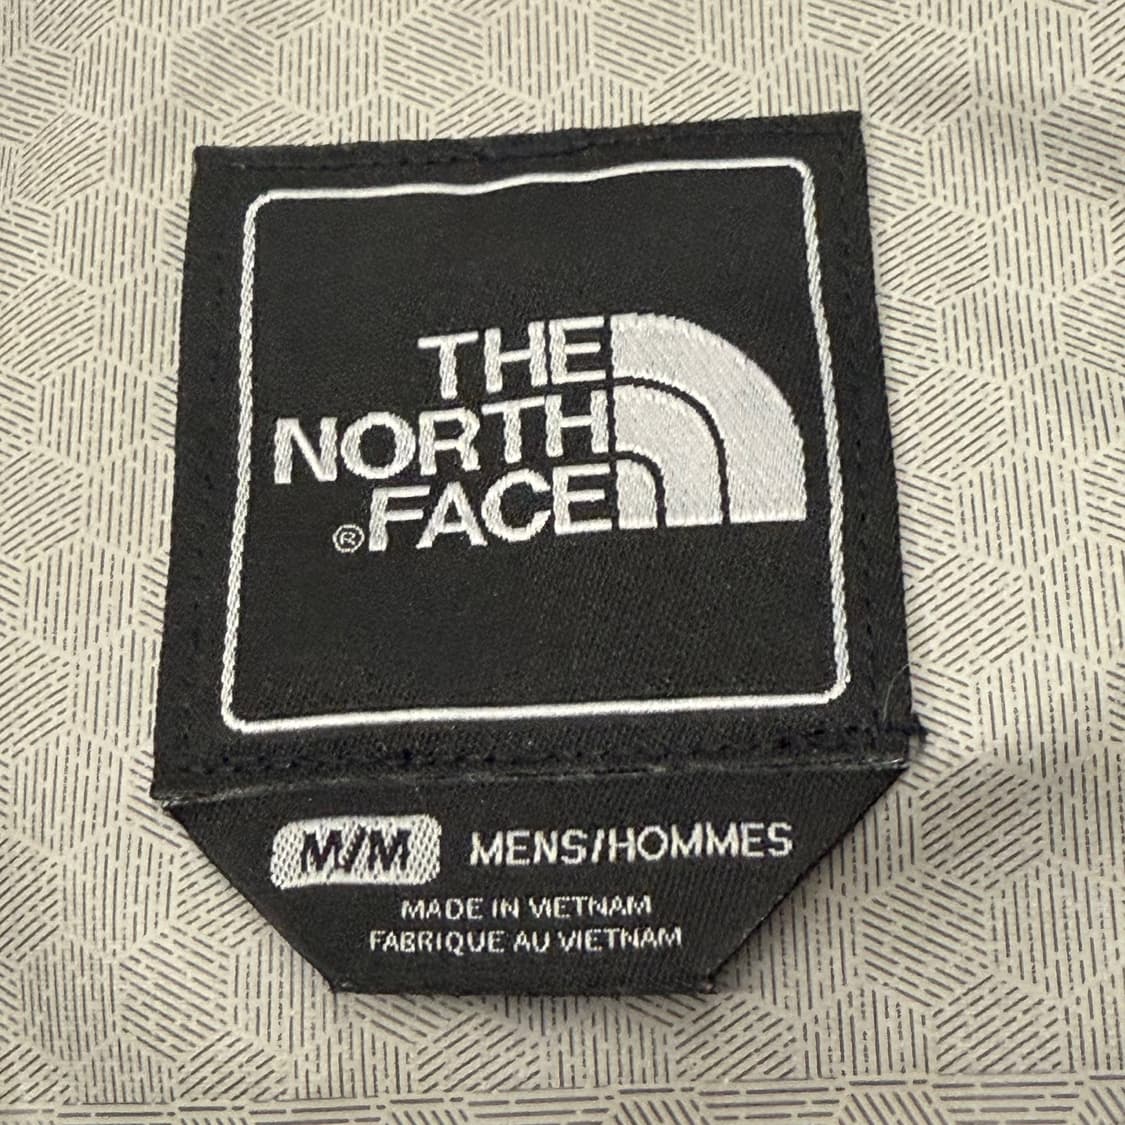 THE
NORTH
®FACE
M/M MENS/HOMMES
MADE IN VIETNAM
FABRIQUE AU VIETNAM